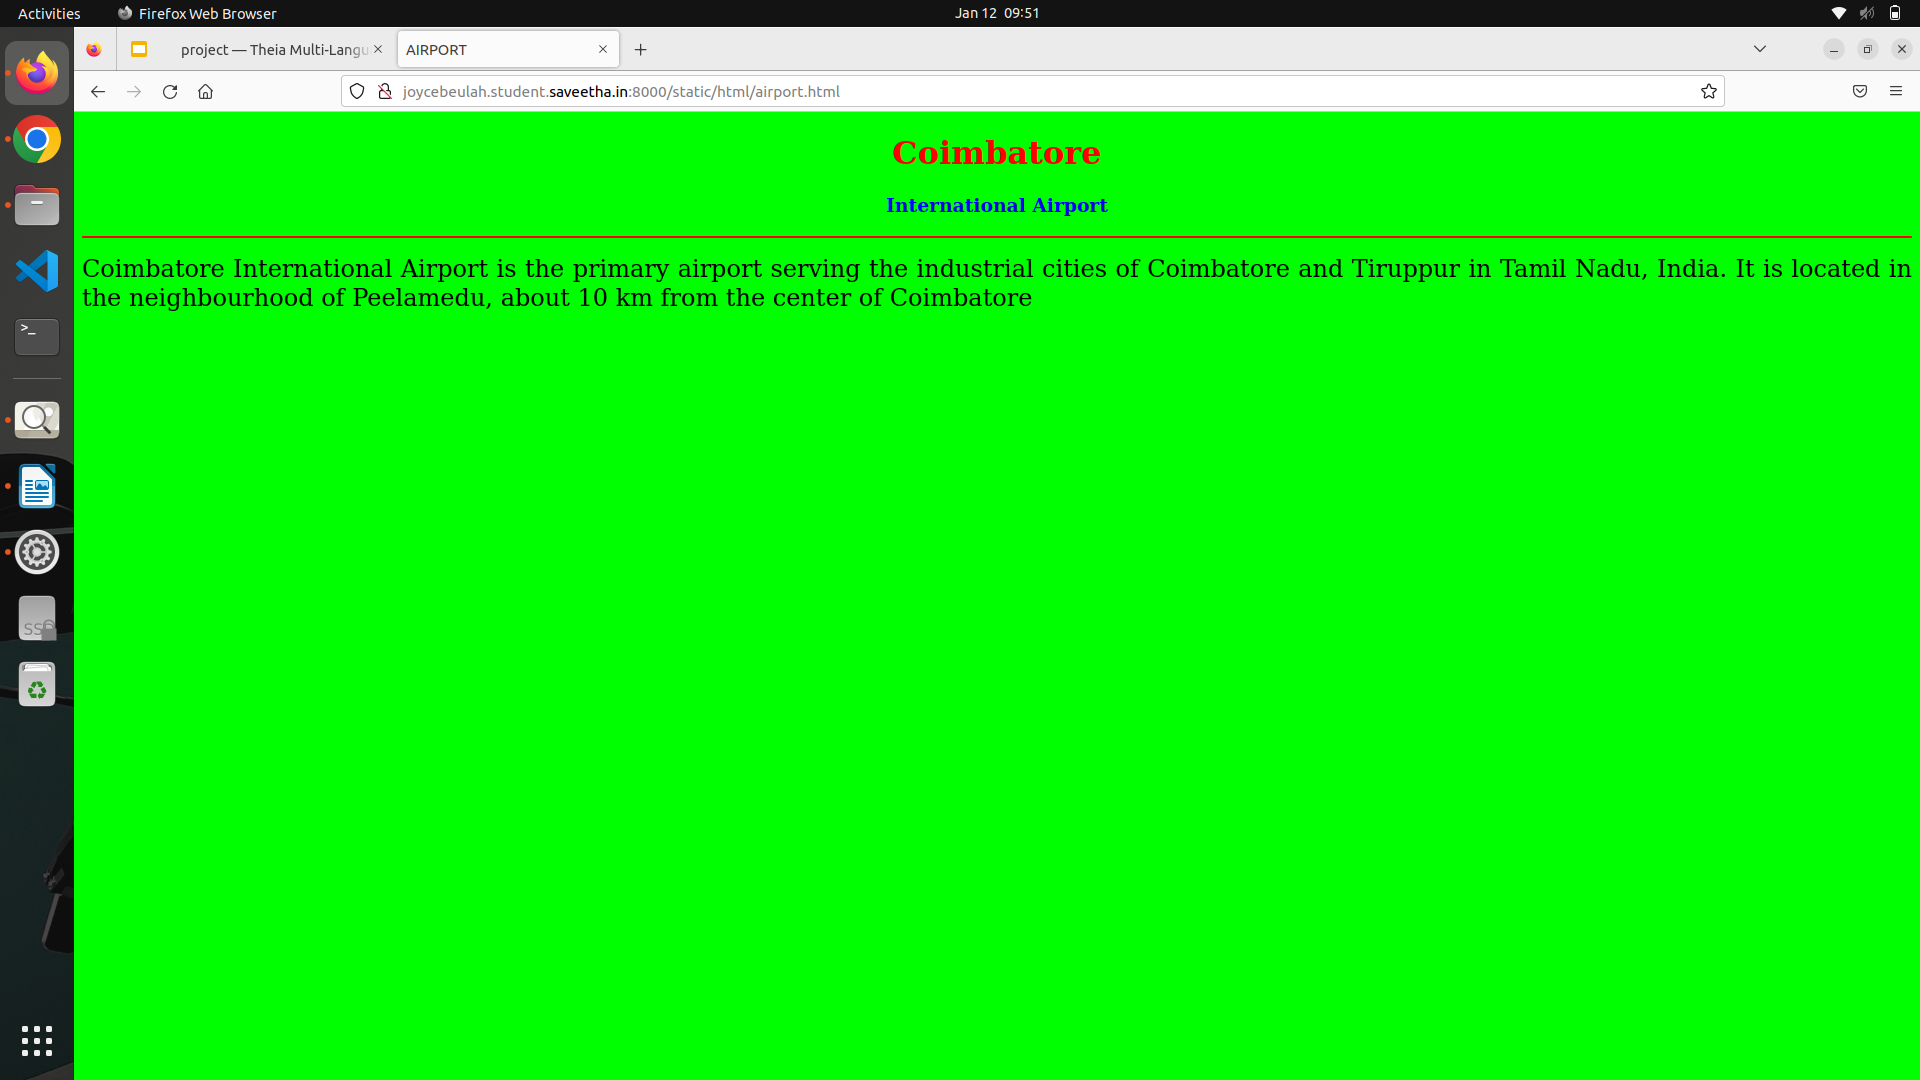 Activities
Firefox Web Browser
Jan 12 09:51
project — Theia Multi-Langu
AIRPORT
joycebeulah.student.saveetha.in:8000/static/html/airport.html
Coimbatore
International Airport
Coimbatore International Airport is the primary airport serving the industrial cities of Coimbatore and Tiruppur in Tamil Nadu, India. It is located in
the neighbourhood of Peelamedu, about 10 km from the center of Coimbatore
>_
SSD